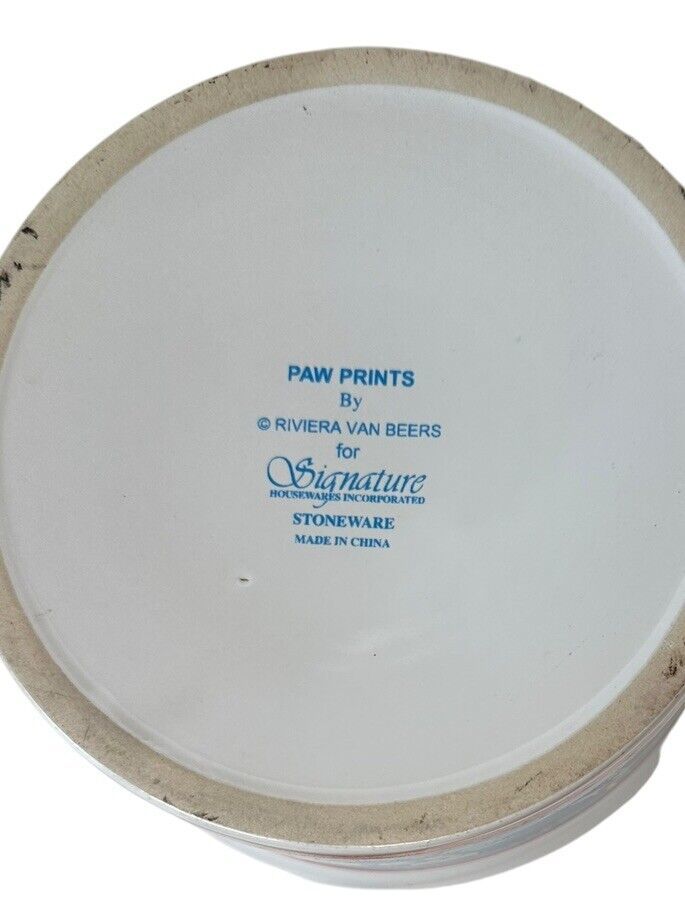 PAW PRINTS
By
© RIVIERA VAN BEERS
for
Signature
HOUSEWARES INCORPORATED
STONEWARE
MADE IN CHINA